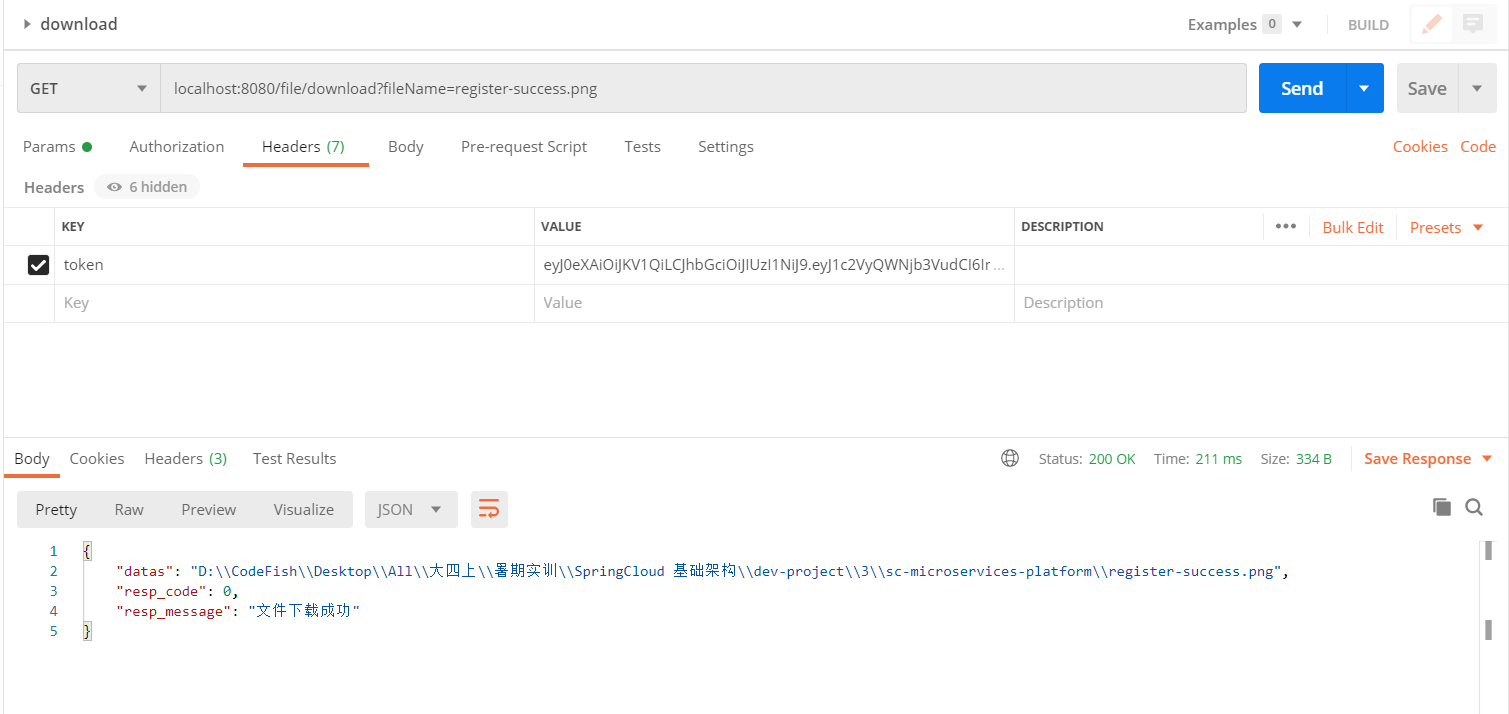 download
Examples 0
BUILD
GET
localhost:8080/file/download?fileName=register-success.png
Send
Save
Params
Authorization
Headers (7)
Body
Pre-request Script
Tests
Settings
Cookies
Code
Headers
6 hidden
KEY
VALUE
DESCRIPTION
Bulk Edit
Presets
token
eyJ0eXAiOiJKV1QiLCJhbGciOiJIUzI1NiJ9.eyJ1c2VyQWNjb3VudCI6Ir ...
Key
Value
Description
Body
Cookies
Headers (3)
Test Results
Status: 200 OK
Time: 211 ms
Size: 334 B
Save Response
Pretty
Raw
Preview
Visualize
JSON
1 {
2 "datas": "D:\\CodeFish\\Desktop\\All\\大四上\\暑期实训\\SpringCloud 基础架构\\dev-project\\3\\sc-microservices-platform\\register-success.png",
3 "resp_code": 0,
4 "resp_message": "文件下载成功"
5 }